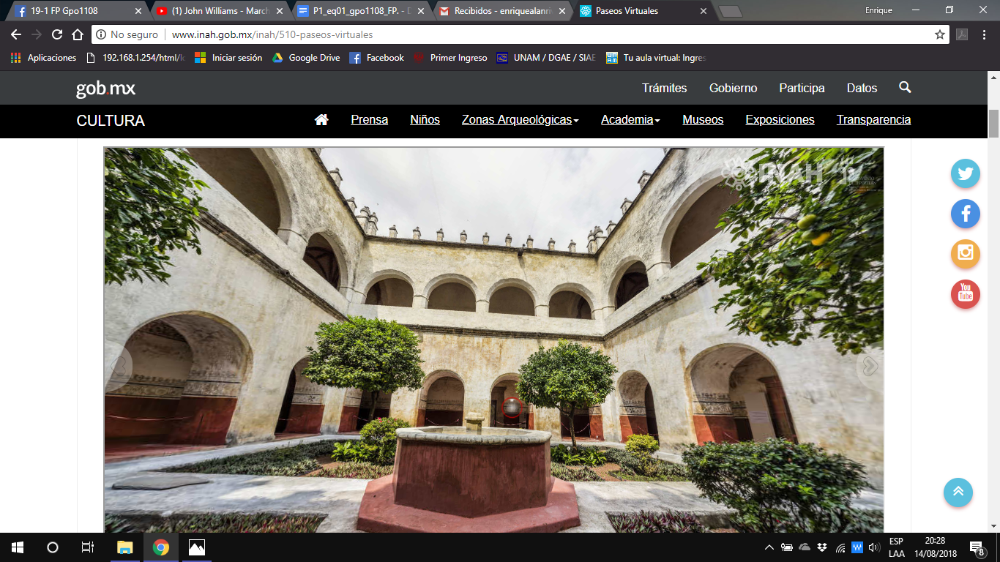 19-1 FP Gpo1108
(1) John Williams - March
P1_eq01_gpo1108_FP. - D
Recibidos - enriquealanri
Paseos Virtuales
Enrique
No seguro
www.inah.gob.mx/inah/510-paseos-virtuales
Aplicaciones
192.168.1.254/html/lo
Iniciar sesión
Google Drive
Facebook
Primer Ingreso
UNAM / DGAE / SIAE
Tu aula virtual: Ingres
gob.mx
Trámites
Gobierno
Participa
Datos
CULTURA
Prensa
Niños
Zonas Arqueológicas
Academia
Museos
Exposiciones
Transparencia
INAH
You
Tube
ESP
LAA
20:28
14/08/2018
8